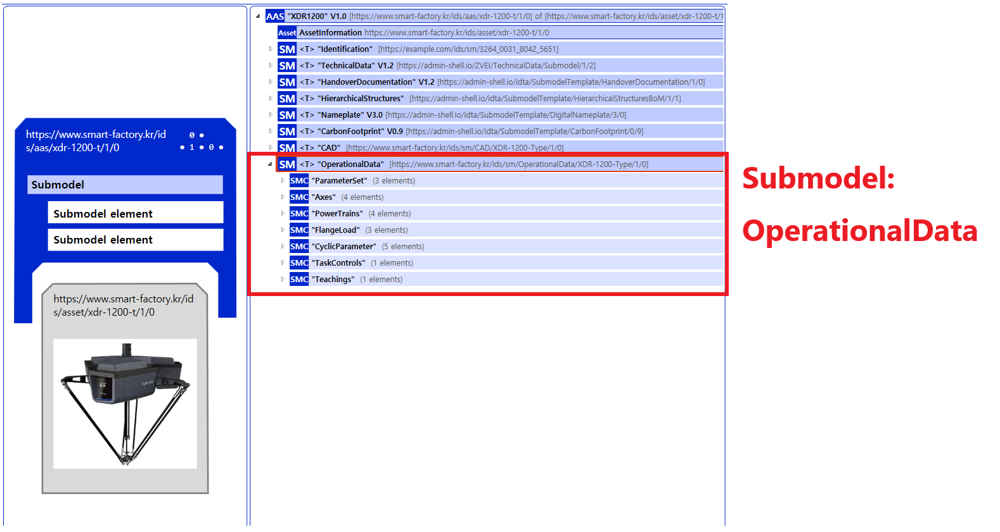 https://www.smart-factory.kr/id
s/aas/xdr-1200-t/1/0
0 ●
● 1 ● 0 ●
Submodel
Submodel element
Submodel element
https://www.smart-factory.kr/id
s/asset/xdr-1200-t/1/0
LS
AAS "XDR1200" V1.0 [https://www.smart-factory.kr/ids/aas/xdr-1200-t/1/0] of [https://www.smart-factory.kr/ids/asset/xdr-1200-t/1
Asset AssetInformation https://www.smart-factory.kr/ids/asset/xdr-1200-t/1/0
SM <T> "Identification" [https://example.com/ids/sm/3264_0031_8042_5651]
SM <T> "TechnicalData" V1.2 [https://admin-shell.io/ZVEI/TechnicalData/Submodel/1/2]
SM <T> "HandoverDocumentation" V1.2 [https://admin-shell.io/idta/SubmodelTemplate/HandoverDocumentation/1/0]
SM <T> "HierarchicalStructures" [https://admin-shell.io/idta/SubmodelTemplate/HierarchicalStructuresBoM/1/1]
SM <T> "Nameplate" V3.0 [https://admin-shell.io/idta/SubmodelTemplate/DigitalNameplate/3/0]
SM <T> "CarbonFootprint" V0.9 [https://admin-shell.io/idta/SubmodelTemplate/CarbonFootprint/0/9]
SM <T> "CAD" [https://www.smart-factory.kr/ids/sm/CAD/XDR-1200-Type/1/0]
SM <T> "OperationalData" [https://www.smart-factory.kr/ids/sm/OperationalData/XDR-1200-Type/1/0]
SMC "ParameterSet" (3 elements)
SMC "Axes" (4 elements)
SMC "PowerTrains" (4 elements)
SMC "FlangeLoad" (3 elements)
SMC "CyclicParameter" (5 elements)
SMC "TaskControls" (1 elements)
SMC "Teachings" (1 elements)
Submodel:
OperationalData